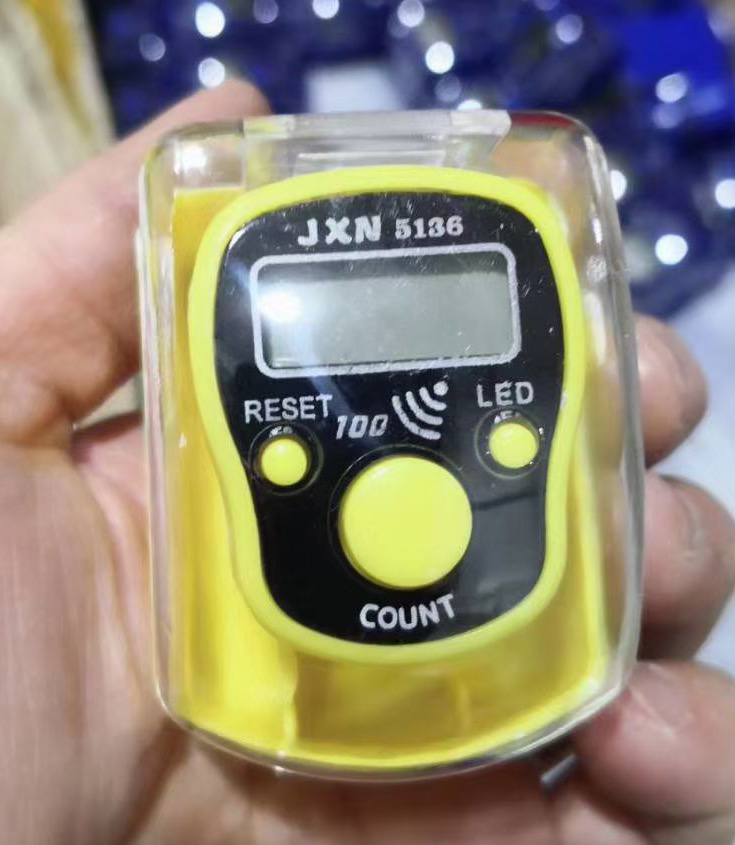 JXN 5136
RESET 100 LED
COUNT